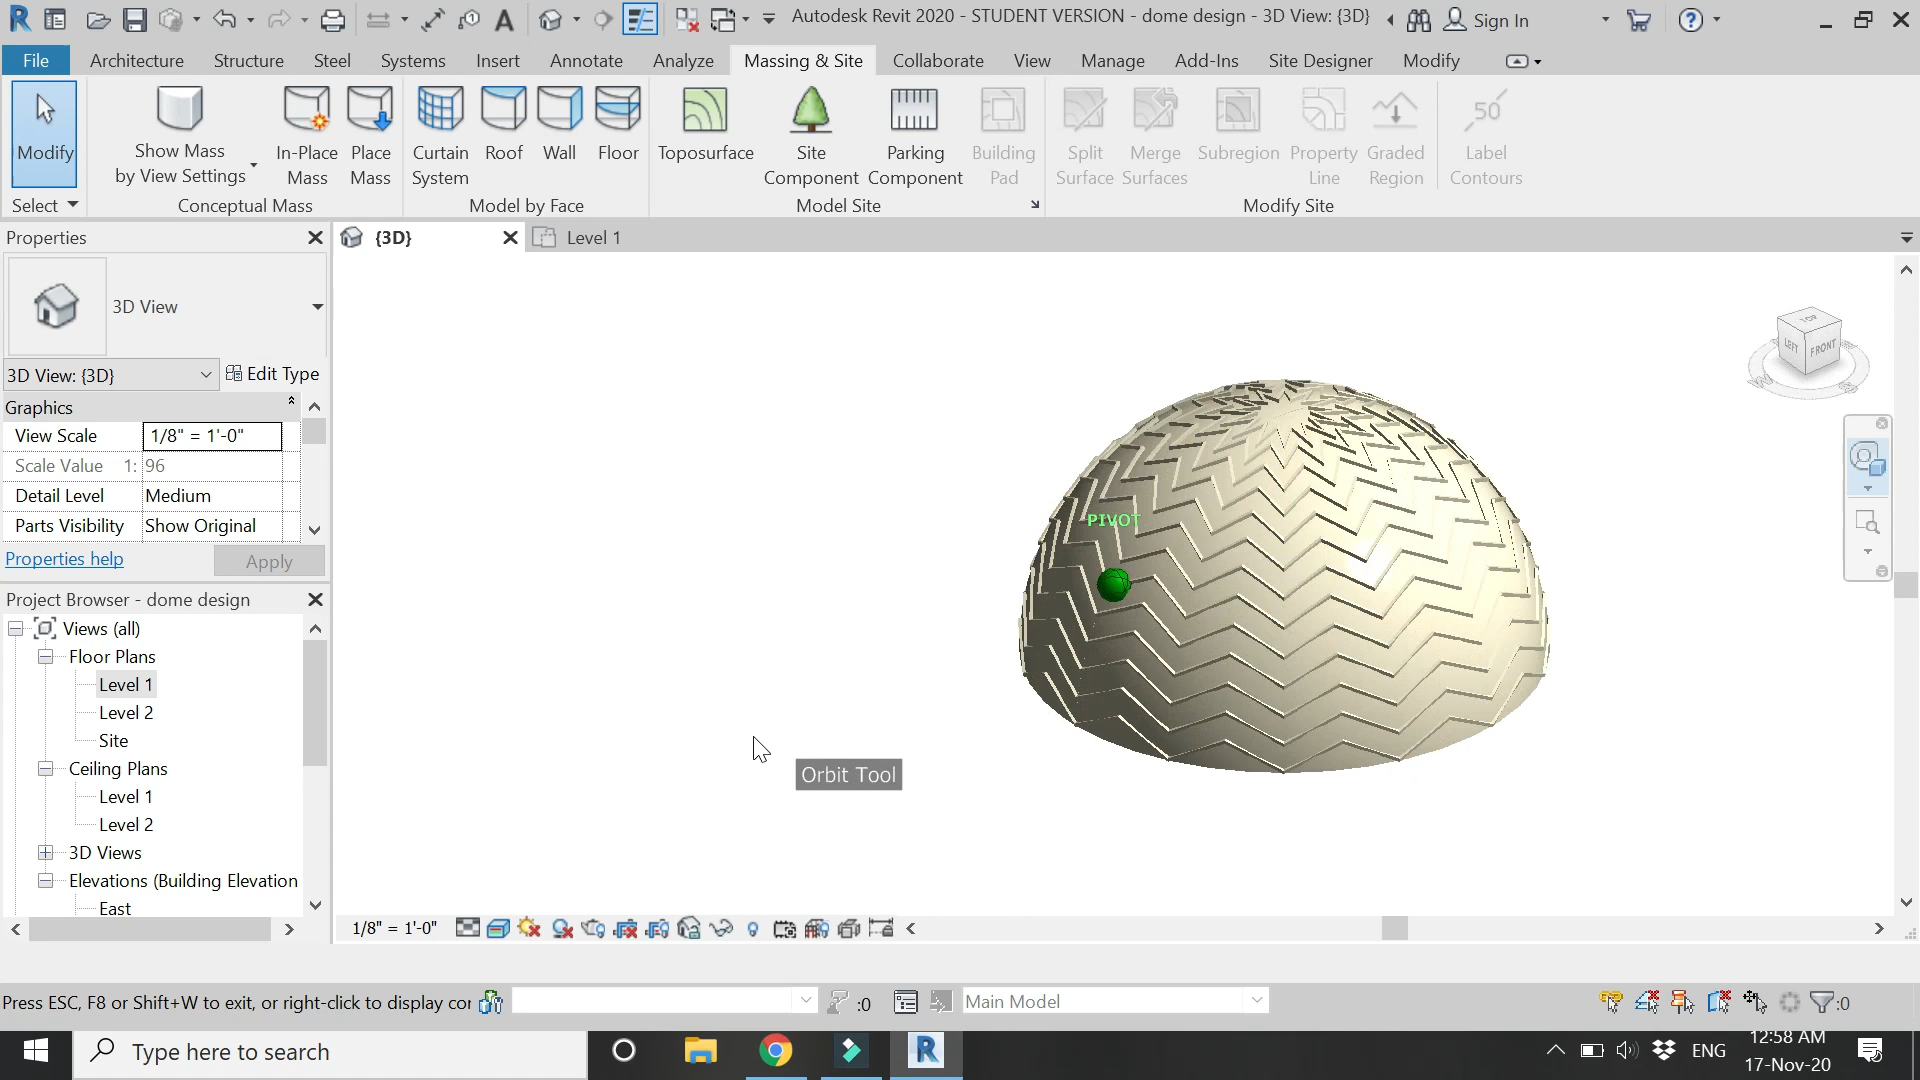 Autodesk Revit 2020 - STUDENT VERSION - dome design - 3D View: {3D}
Sign In
File Architecture Structure Steel Systems Insert Annotate Analyze Massing & Site Collaborate View Manage Add-Ins Site Designer Modify
Modify
Show Mass
by View Settings
In-Place
Mass
Place
Mass
Curtain
System
Roof
Wall
Floor
Toposurface
Site
Component
Parking
Component
Building
Pad
Split
Surface
Merge
Surfaces
Subregion
Property
Line
Graded
Region
50
Label
Contours
Select
Conceptual Mass
Model by Face
Model Site
Modify Site
Properties
{3D}
Level 1
3D View
3D View: {3D}
Edit Type
Graphics
View Scale 1/8" = 1'-0"
Scale Value 1: 96
Detail Level Medium
Parts Visibility Show Original
Properties help
Apply
Project Browser - dome design
Views (all)
Floor Plans
Level 1
Level 2
Site
Ceiling Plans
Level 1
Level 2
3D Views
Elevations (Building Elevation
East
TOP
LEFT
FRONT
W
S
PIVOT
Orbit Tool
1/8" = 1'-0"
Press ESC, F8 or Shift+W to exit, or right-click to display cor
:0
Main Model
:0
Type here to search
ENG
12:58 AM
17-Nov-20